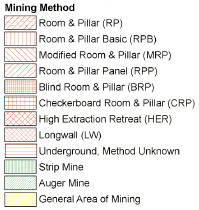 Mining Method
Room & Pillar (RP)
Room & Pillar Basic (RPB)
Modified Room & Pillar (MRP)
Room & Pillar Panel (RPP)
Blind Room & Pillar (BRP)
Checkerboard Room & Pillar (CRP)
High Extraction Retreat (HER)
Longwall (LW)
Underground, Method Unknown
Strip Mine
Auger Mine
General Area of Mining